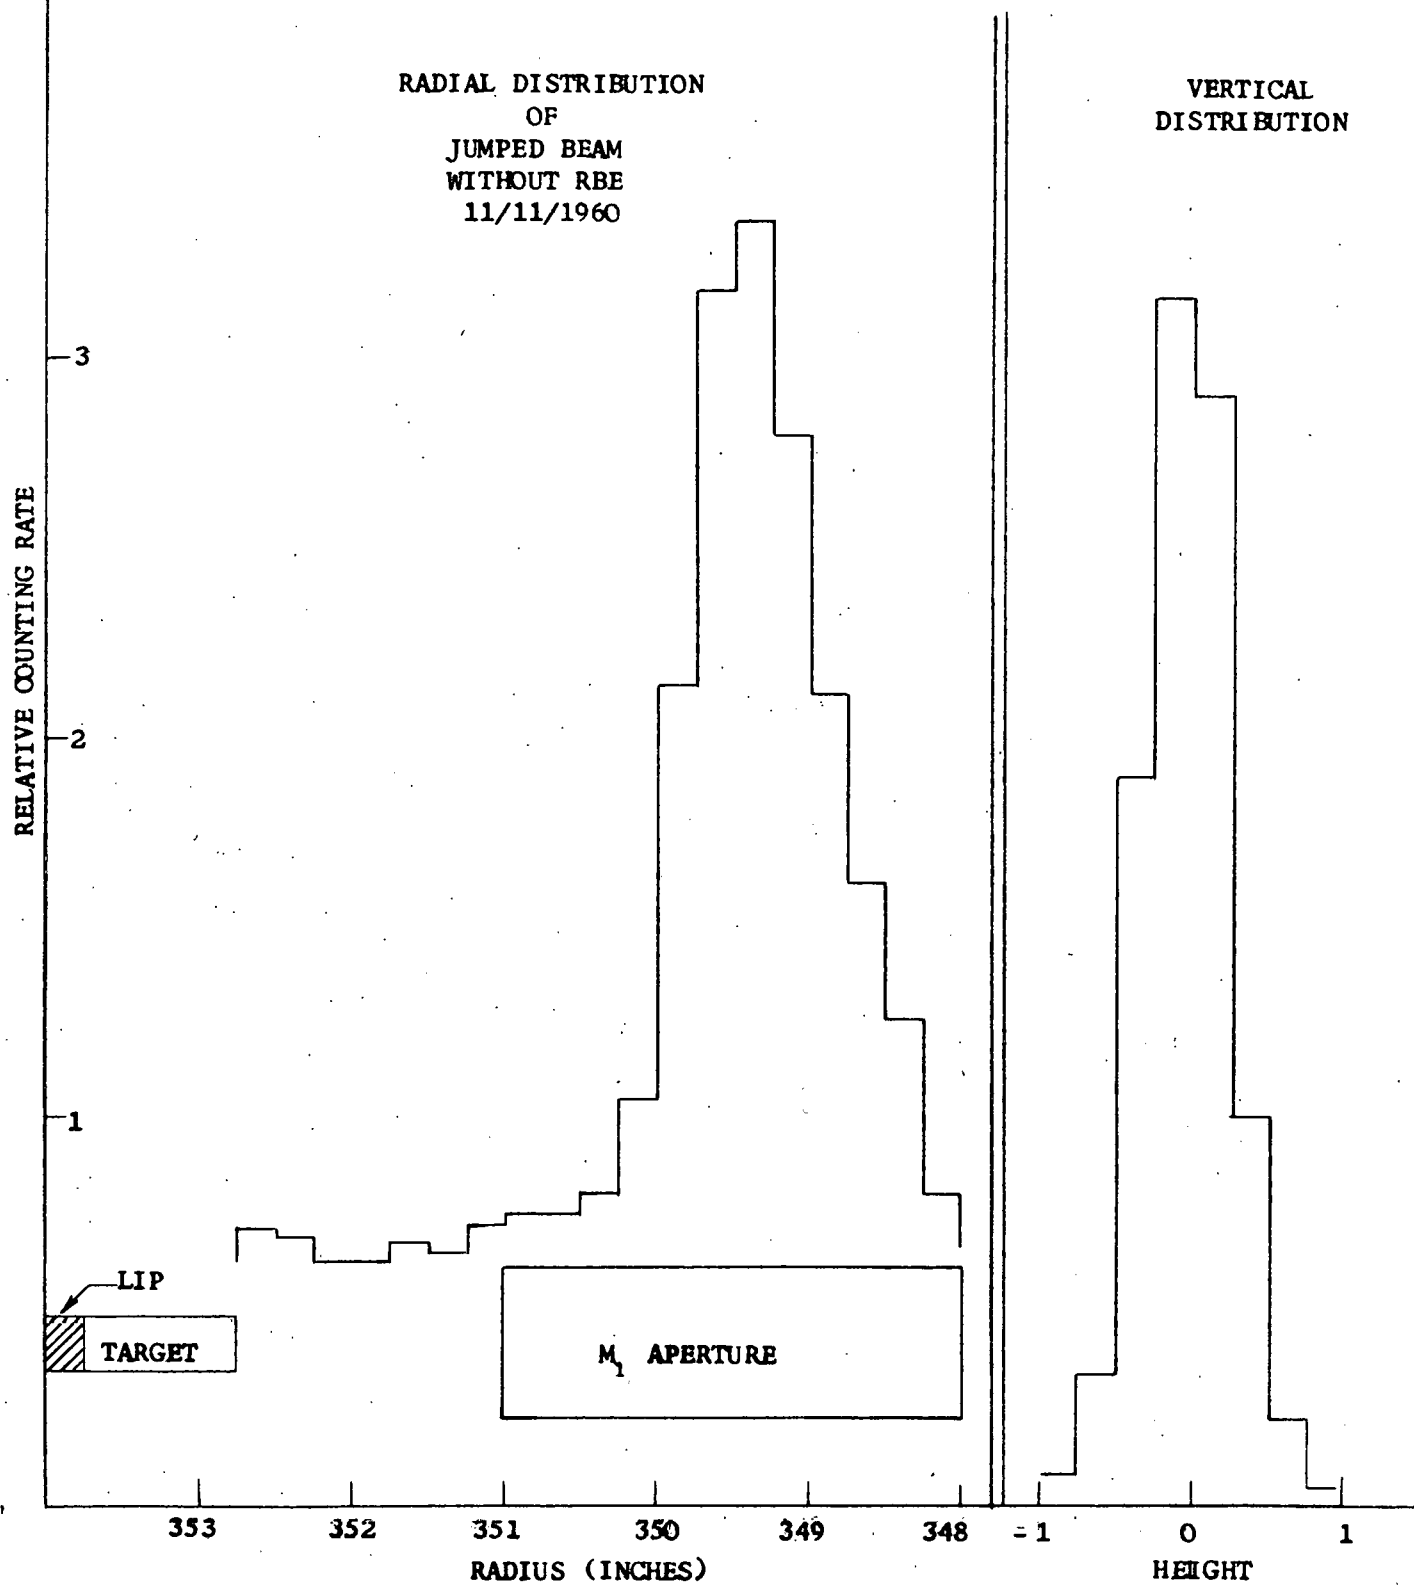 RADIAL DISTRIBUTION
OF
JUMPED BEAM
WITHOUT RBE
11/11/1960
VERTICAL
DISTRIBUTION
RELATIVE COUNTING RATE
3
2
1
LIP
TARGET
M1 APERTURE
353 352 351 350 349 348
RADIUS (INCHES)
-1 0 1
HEIGHT